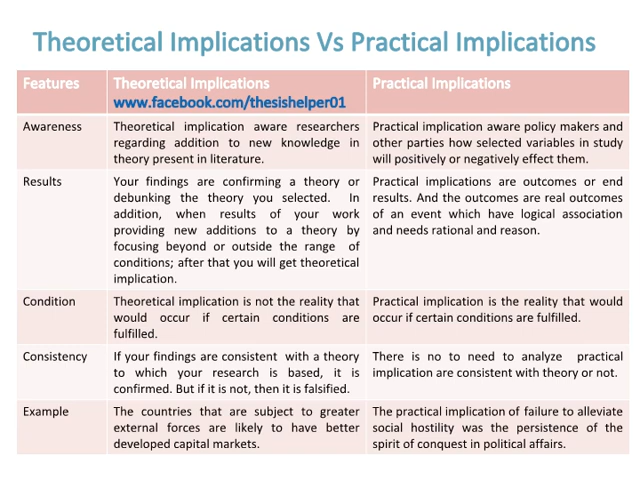 Theoretical Implications Vs Practical Implications
Features
Theoretical Implications
www.facebook.com/thesishelper01
Practical Implications
Awareness
Theoretical implication aware researchers
regarding addition to new knowledge in
theory present in literature.
Practical implication aware policy makers and
other parties how selected variables in study
will positively or negatively effect them.
Results
Your findings are confirming a theory or
debunking the theory you selected. In
addition, when results of your work
providing new additions to a theory by
focusing beyond or outside the range of
conditions; after that you will get theoretical
implication.
Practical implications are outcomes or end
results. And the outcomes are real outcomes
of an event which have logical association
and needs rational and reason.
Condition
Theoretical implication is not the reality that
would occur if certain conditions are
fulfilled.
Practical implication is the reality that would
occur if certain conditions are fulfilled.
Consistency
If your findings are consistent with a theory
to which your research is based, it is
confirmed. But if it is not, then it is falsified.
There is no to need to analyze practical
implication are consistent with theory or not.
Example
The countries that are subject to greater
external forces are likely to have better
developed capital markets.
The practical implication of failure to alleviate
social hostility was the persistence of the
spirit of conquest in political affairs.